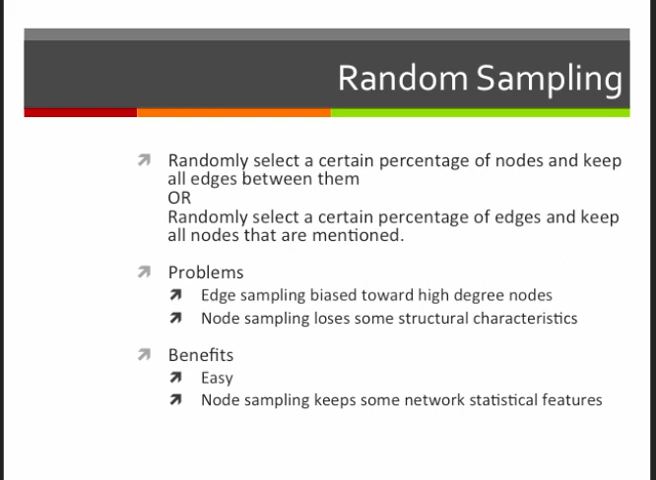 Random Sampling
Randomly select a certain percentage of nodes and keep
all edges between them
OR
Randomly select a certain percentage of edges and keep
all nodes that are mentioned.
Problems
Edge sampling biased toward high degree nodes
Node sampling loses some structural characteristics
Benefits
Easy
Node sampling keeps some network statistical features